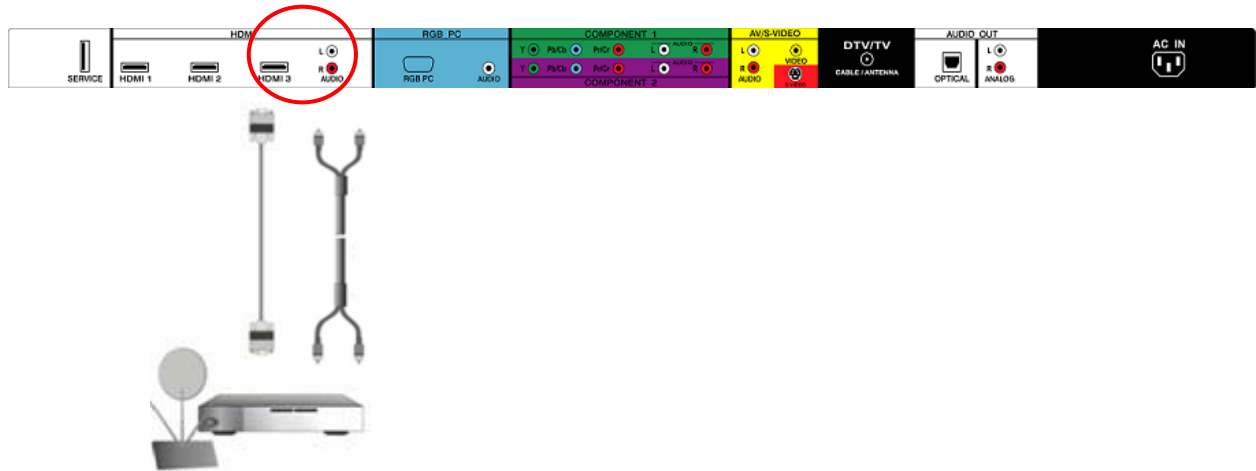 HDMI
RGB PC
COMPONENT 1
AV/S-VIDEO
AUDIO OUT
SERVICE
HDMI 1
HDMI 2
HDMI 3
L
R
AUDIO
RGB PC
AUDIO
Y Pb/Cb Pr/Cr L AUDIO R
Y Pb/Cb Pr/Cr L AUDIO R
COMPONENT 2
L
R
AUDIO
VIDEO
S-VIDEO
DTV/TV
CABLE / ANTENNA
OPTICAL
L
R
ANALOS
AC IN